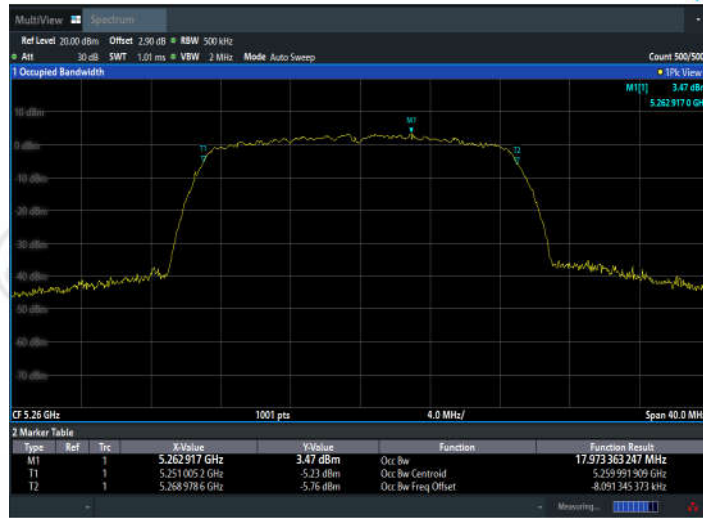 MultiView Spectrum
Ref Level 20.00 dBm Offset 2.90 dB RBW 500 kHz
Att 30 dB SWT 1.01 ms VBW 2 MHz Mode Auto Sweep Count 500/500
1 Occupied Bandwidth 1Pk View
M1[1] 3.47 dBm
5.262 917 0 GH
10 dBm
M1
0 dBm
T1 T2
-10 dBm
-20 dBm
-30 dBm
-40 dBm
-50 dBm
-60 dBm
-70 dBm
CF 5.26 GHz 1001 pts 4.0 MHz/ Span 40.0 MH
2 Marker Table
Type Ref Trc X-Value Y-Value Function Function Result
M1 1 5.262 917 GHz 3.47 dBm Occ Bw 17.973 363 247 MHz
T1 1 5.251 005 2 GHz -5.23 dBm Occ Bw Centroid 5.259 991 909 GHz
T2 1 5.268 978 6 GHz -5.76 dBm Occ Bw Freq Offset -8.091 345 373 kHz
Measuring...